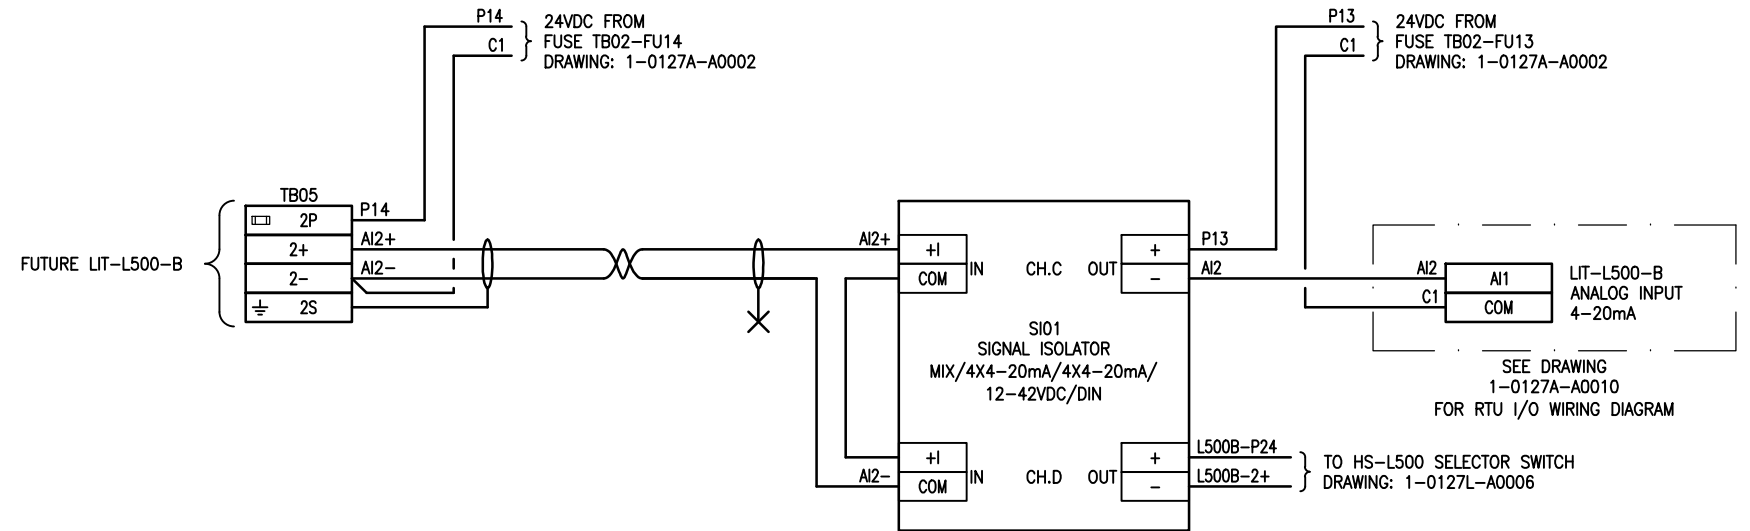 P14
C1
24VDC FROM
FUSE TB02-FU14
DRAWING: 1-0127A-A0002
P13
C1
24VDC FROM
FUSE TB02-FU13
DRAWING: 1-0127A-A0002
FUTURE LIT-L500-B
TB05
2P
2+
2-
2S
P14
AI2+
AI2-
AI2+
+I
COM
IN
CH.C
OUT
+
-
P13
AI2
SI01
SIGNAL ISOLATOR
MIX/4X4-20mA/4X4-20mA/
12-42VDC/DIN
AI2-
+I
COM
IN
CH.D
OUT
+
-
L500B-P24
L500B-2+
TO HS-L500 SELECTOR SWITCH
DRAWING: 1-0127L-A0006
AI2
C1
AI1
COM
LIT-L500-B
ANALOG INPUT
4-20mA
SEE DRAWING
1-0127A-A0010
FOR RTU I/O WIRING DIAGRAM